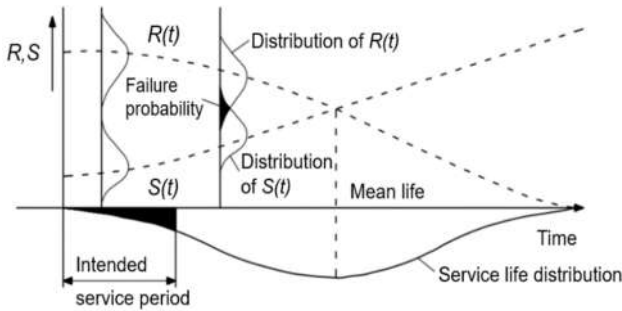 R,S
R(t)
Distribution of R(t)
Failure
probability
Distribution
of S(t)
S(t)
Mean life
Time
Intended
service period
Service life distribution